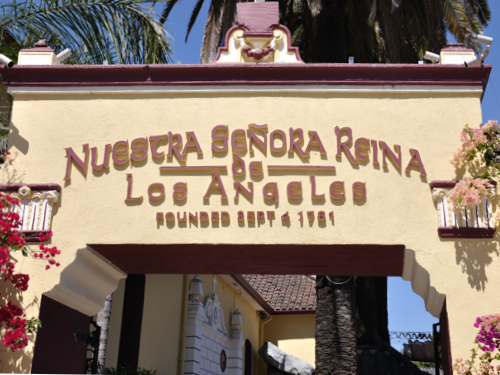 NUESTRA SEÑORA REINA
DE
LOS ANGELES
FOUNDED SEPT 4 1781